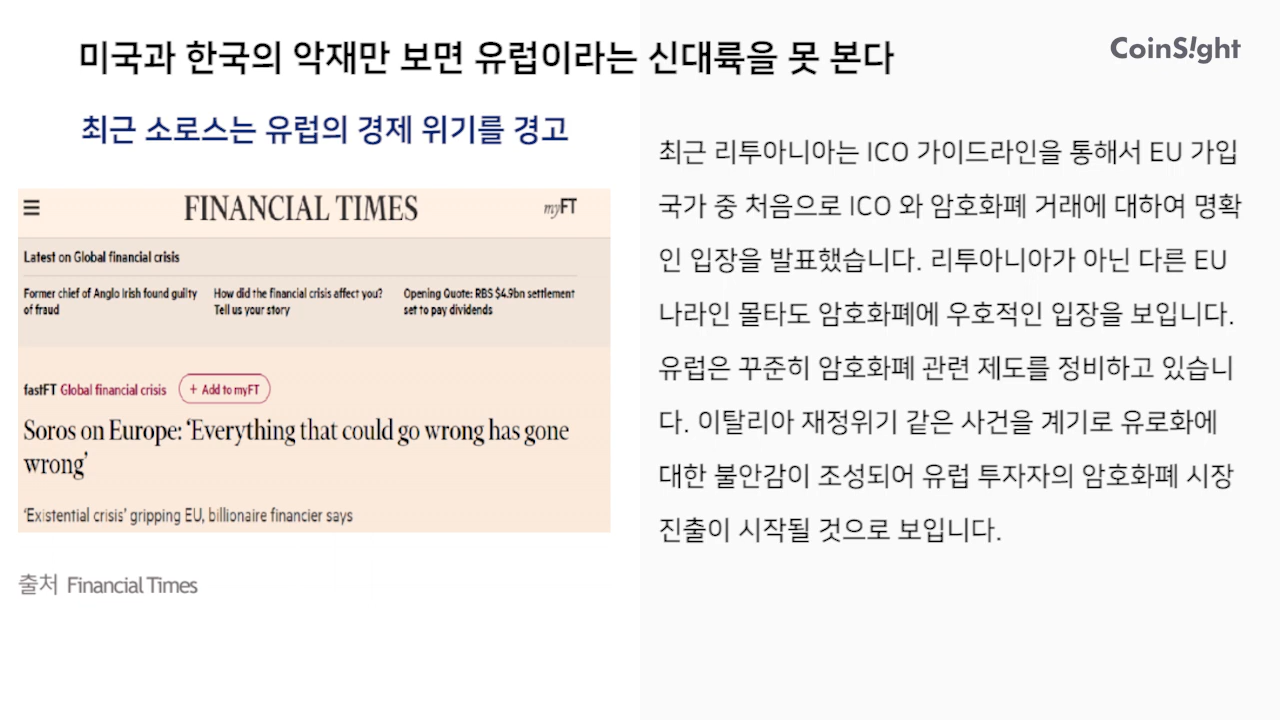 미국과 한국의 악재만 보면 유럽이라는 신대륙을 못 본다
CoinS!ght
최근 소로스는 유럽의 경제 위기를 경고
FINANCIAL TIMES
myFT
Latest on Global financial crisis
Former chief of Anglo Irish found guilty
of fraud
How did the financial crisis affect you?
Tell us your story
Opening Quote: RBS $4.9bn settlement
set to pay dividends
fastFT Global financial crisis
+ Add to myFT
Soros on Europe: ‘Everything that could go wrong has gone
wrong’
‘Existential crisis’ gripping EU, billionaire financier says
출처 Financial Times
최근 리투아니아는 ICO 가이드라인을 통해서 EU 가입
국가 중 처음으로 ICO 와 암호화폐 거래에 대하여 명확
인 입장을 발표했습니다. 리투아니아가 아닌 다른 EU
나라인 몰타도 암호화폐에 우호적인 입장을 보입니다.
유럽은 꾸준히 암호화폐 관련 제도를 정비하고 있습니
다. 이탈리아 재정위기 같은 사건을 계기로 유로화에
대한 불안감이 조성되어 유럽 투자자의 암호화폐 시장
진출이 시작될 것으로 보입니다.